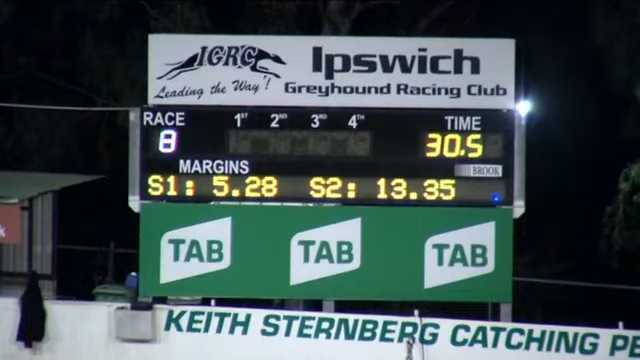 IGRC
Leading the Way!
Ipswich
Greyhound Racing Club
RACE 1ST 2ND 3RD 4TH TIME
8 30.5
MARGINS BROOK
S1: 5.28 S2: 13.35
TAB TAB TAB
KEITH STERNBERG CATCHING PE